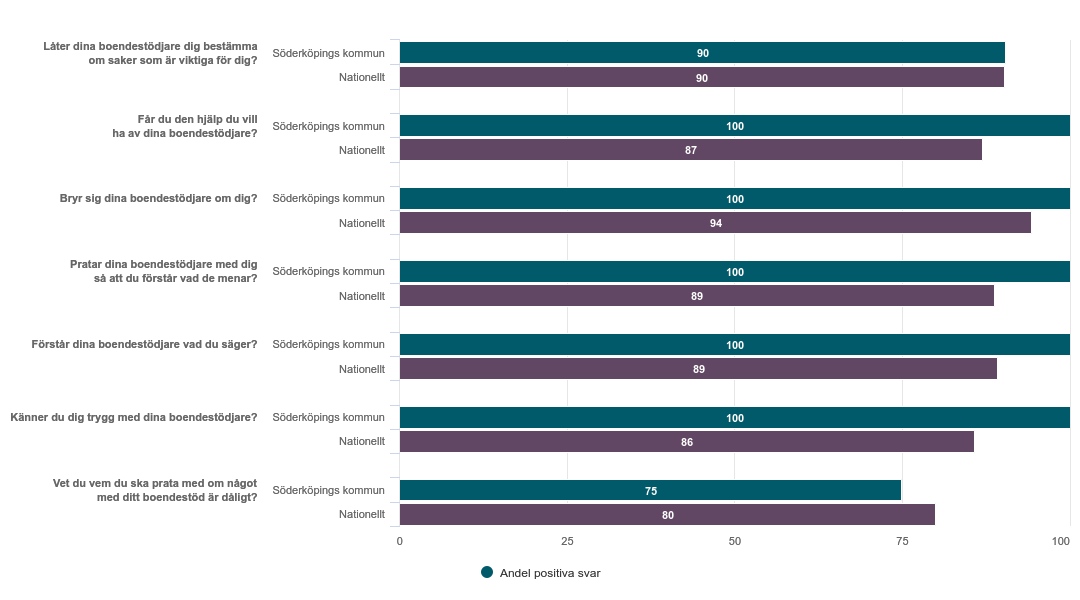 Låter dina boendestödjare dig bestämma
om saker som är viktiga för dig?
Söderköpings kommun
90
Nationellt
90
Får du den hjälp du vill
ha av dina boendestödjare?
Söderköpings kommun
100
Nationellt
87
Bryr sig dina boendestödjare om dig?
Söderköpings kommun
100
Nationellt
94
Pratar dina boendestödjare med dig
så att du förstår vad de menar?
Söderköpings kommun
100
Nationellt
89
Förstår dina boendestödjare vad du säger?
Söderköpings kommun
100
Nationellt
89
Känner du dig trygg med dina boendestödjare?
Söderköpings kommun
100
Nationellt
86
Vet du vem du ska prata med om något
med ditt boendestöd är dåligt?
Söderköpings kommun
75
Nationellt
80
0 25 50 75 100
Andel positiva svar